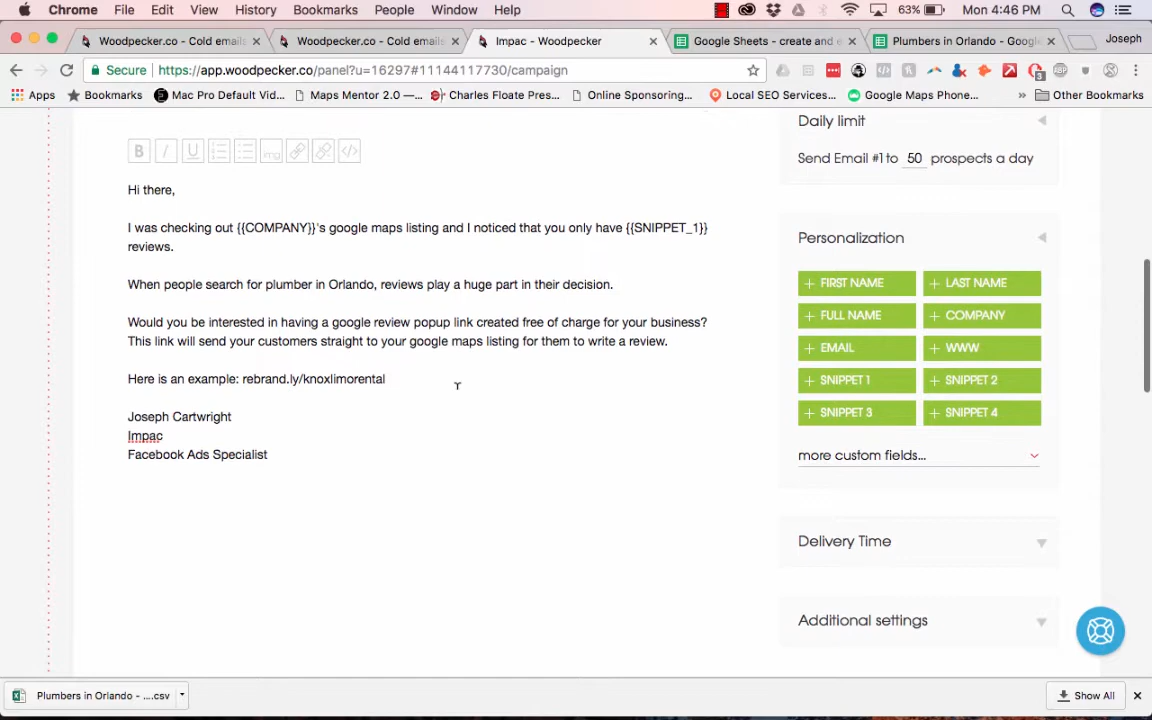 Chrome File Edit View History Bookmarks People Window Help 63% Mon 4:46 PM
Woodpecker.co - Cold emails Woodpecker.co - Cold emails Impac - Woodpecker Google Sheets - create and e Plumbers in Orlando - Google Joseph
Secure https://app.woodpecker.co/panel?u=16297#11144117730/campaign
Apps Bookmarks Mac Pro Default Vid... Maps Mentor 2.0 —... Charles Floate Pres... Online Sponsoring... Local SEO Services... Google Maps Phone... » Other Bookmarks
Daily limit
Send Email #1 to 50 prospects a day
B I U img </>
Hi there,
I was checking out {{COMPANY}}'s google maps listing and I noticed that you only have {{SNIPPET_1}}
reviews.
When people search for plumber in Orlando, reviews play a huge part in their decision.
Would you be interested in having a google review popup link created free of charge for your business?
This link will send your customers straight to your google maps listing for them to write a review.
Here is an example: rebrand.ly/knoxlimorental
Joseph Cartwright
Impac
Facebook Ads Specialist
Personalization
+ FIRST NAME + LAST NAME
+ FULL NAME + COMPANY
+ EMAIL + WWW
+ SNIPPET 1 + SNIPPET 2
+ SNIPPET 3 + SNIPPET 4
more custom fields...
Delivery Time
Additional settings
Plumbers in Orlando - ....csv Show All